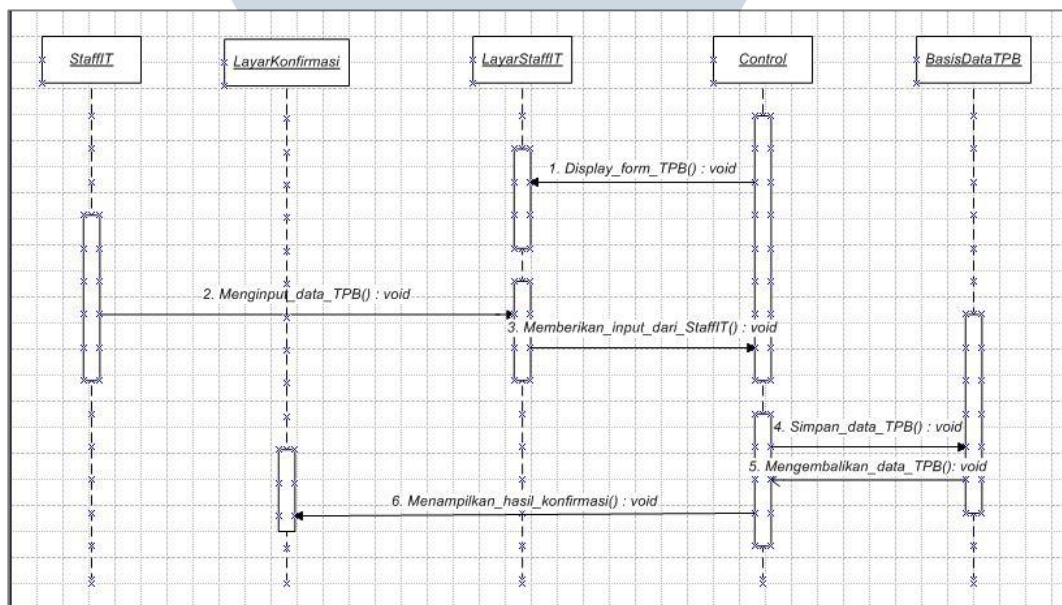 StaffIT
LayarKonfirmasi
LayarStaffIT
Control
BasisDataTPB
1. Display_form_TPB() : void
2. Menginput_data_TPB() : void
3. Memberikan_input_dari_StaffIT() : void
4. Simpan_data_TPB() : void
5. Mengembalikan_data_TPB(): void
6. Menampilkan_hasil_konfirmasi() : void